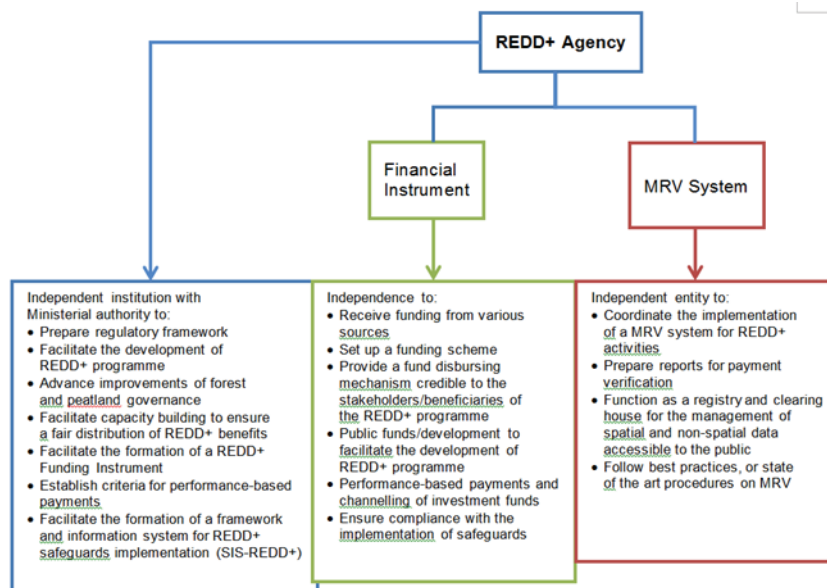 REDD+ Agency
Financial
Instrument
MRV System
Independent institution with
Ministerial authority to:
• Prepare regulatory framework
• Facilitate the development of
REDD+ programme
• Advance improvements of forest
and peatland governance
• Facilitate capacity building to ensure
a fair distribution of REDD+ benefits
• Facilitate the formation of a REDD+
Funding Instrument
• Establish criteria for performance-based
payments
• Facilitate the formation of a framework
and information system for REDD+
safeguards implementation (SIS-REDD+)
Independence to:
• Receive funding from various
sources
• Set up a funding scheme
• Provide a fund disbursing
mechanism credible to the
stakeholders/beneficiaries of
the REDD+ programme
• Public funds/development to
facilitate the development of
REDD+ programme
• Performance-based payments and
channelling of investment funds
• Ensure compliance with the
implementation of safeguards
Independent entity to:
• Coordinate the implementation
of a MRV system for REDD+
activities
• Prepare reports for payment
verification
• Function as a registry and clearing
house for the management of
spatial and non-spatial data
accessible to the public
• Follow best practices, or state
of the art procedures on MRV